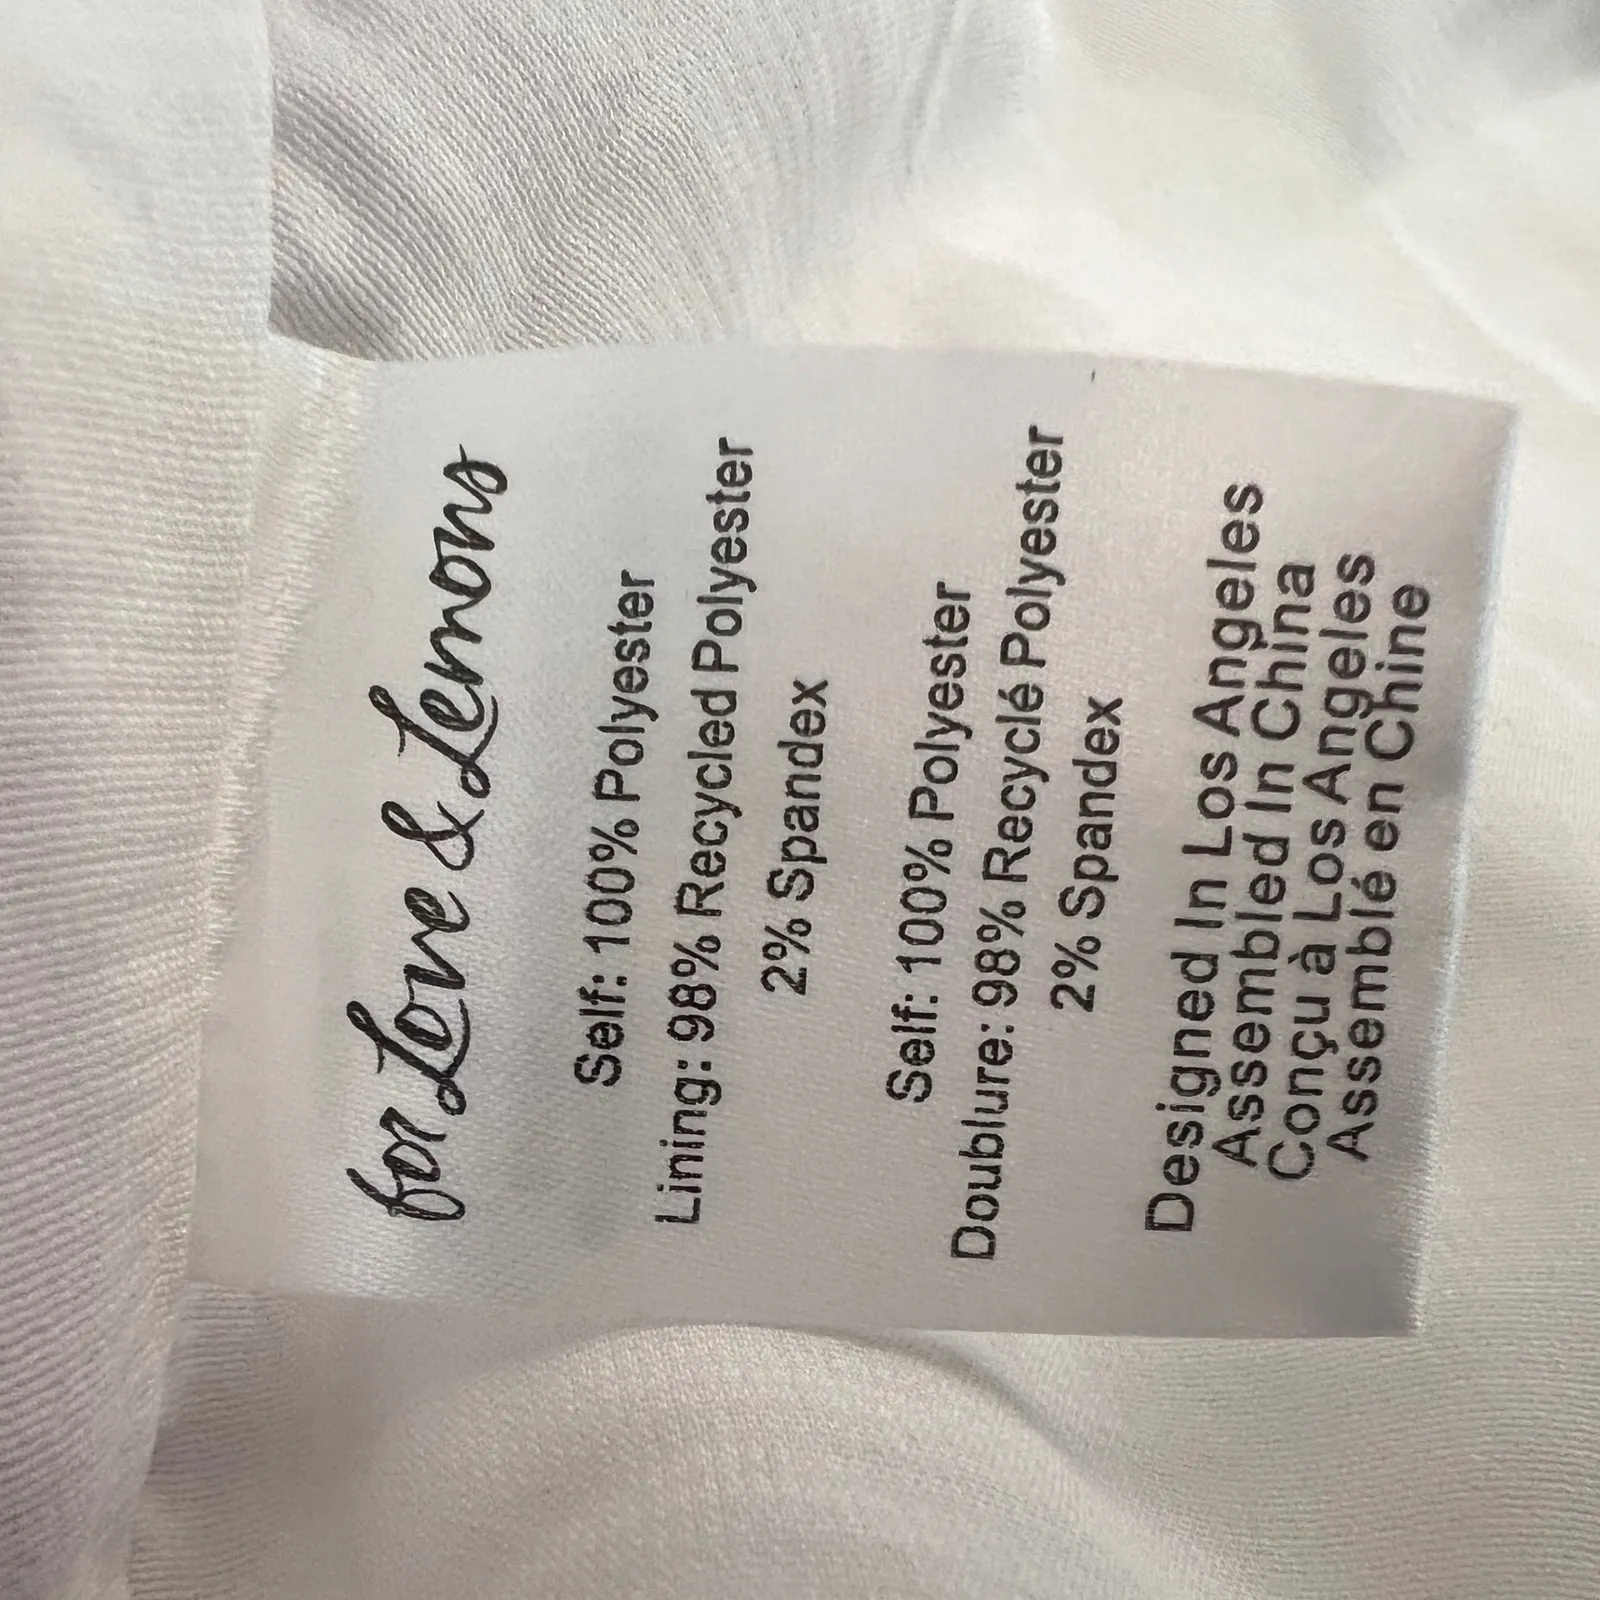 for Love & Lemons
Self: 100% Polyester
Lining: 98% Recycled Polyester
2% Spandex
Self: 100% Polyester
Doublure: 98% Recyclé Polyester
2% Spandex
Designed In Los Angeles
Assembled In China
Conçu à Los Angeles
Assemblé en Chine